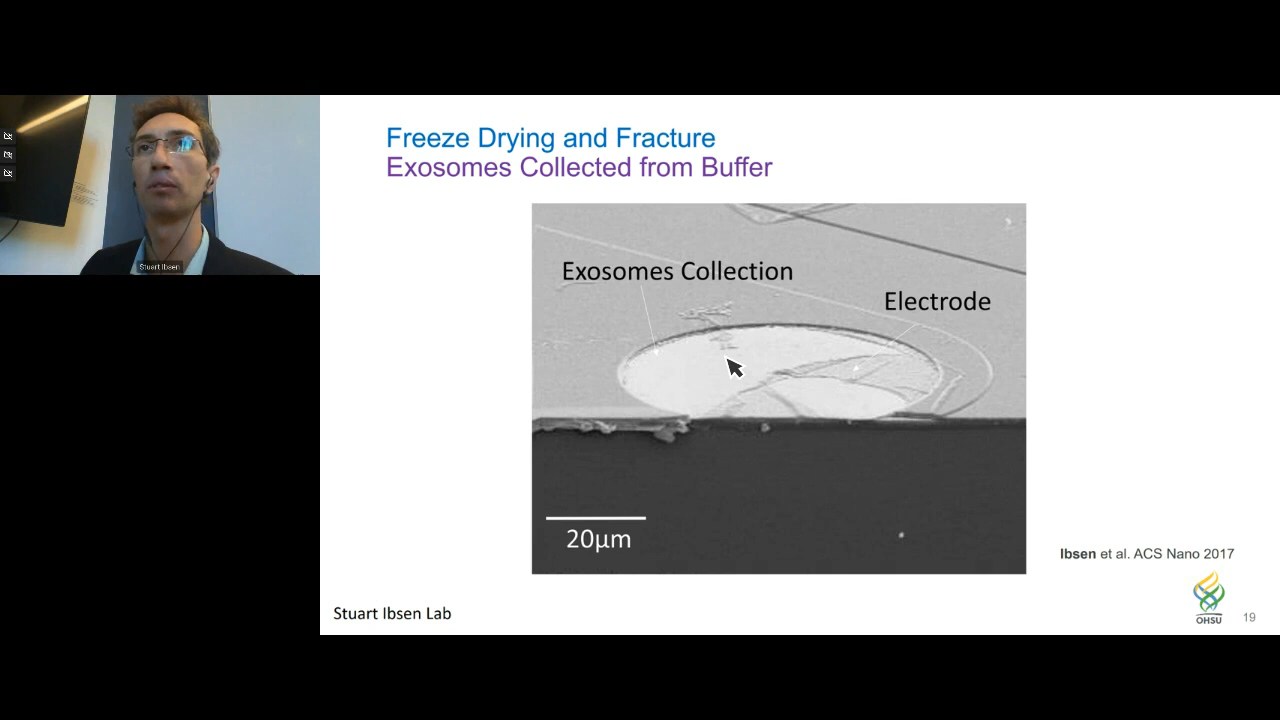 Freeze Drying and Fracture
Exosomes Collected from Buffer
Exosomes Collection
Electrode
Stuart Ibsen
20µm
Ibsen et al. ACS Nano 2017
Stuart Ibsen Lab
OHSU
19